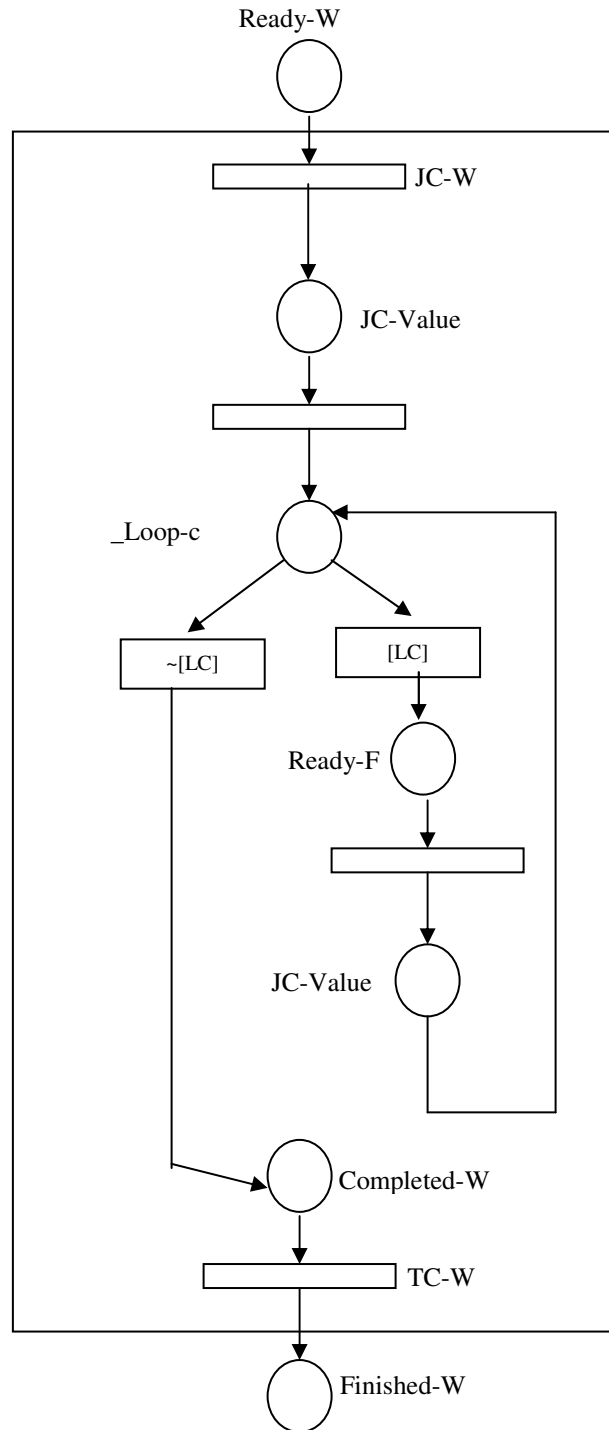 Ready-W
JC-W
JC-Value
_Loop-c
~[LC]
[LC]
Ready-F
JC-Value
Completed-W
TC-W
Finished-W